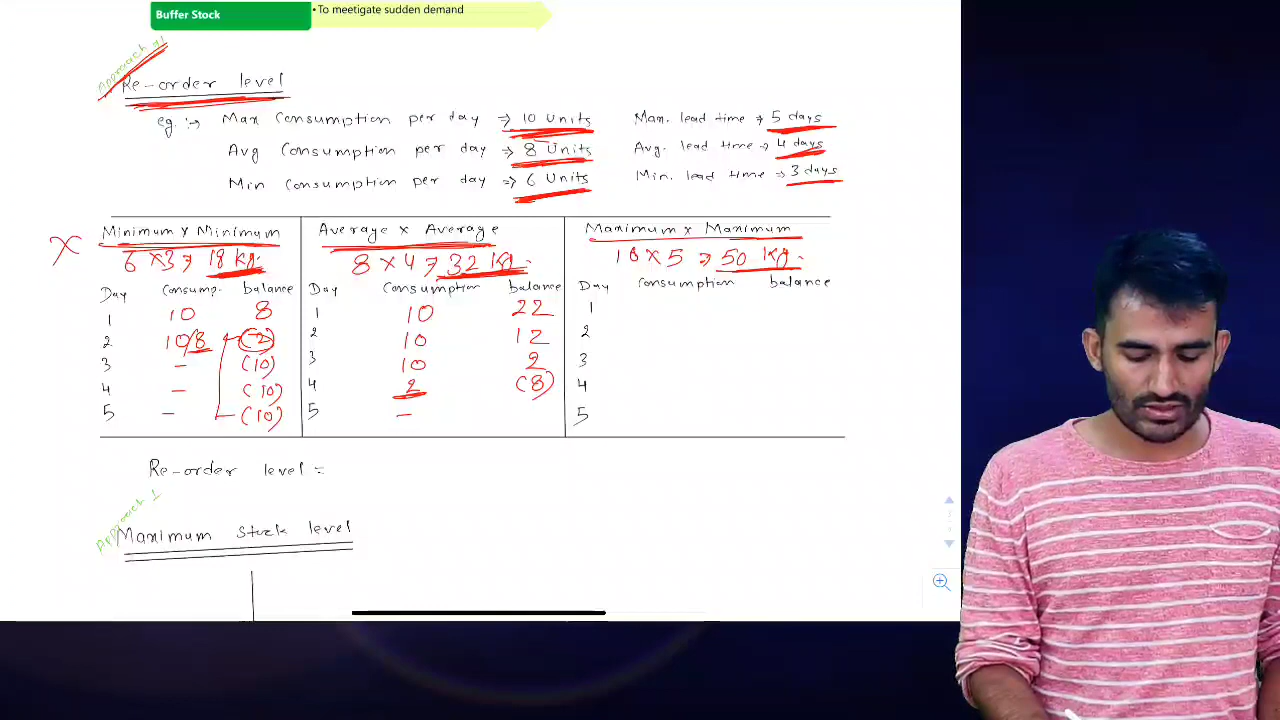 Buffer Stock
• To meetigate sudden demand
Approach 1
Re-order level
eg :→ Max Consumption per day → 10 Units Max. lead time → 5 days
Avg Consumption per day → 8 Units Avg. lead time → 4 days
Min Consumption per day → 6 Units Min. lead time → 3 days
X Minimum x Minimum Average x Average Maximum x Maximum
6 x 3 → 18 kg. 8 x 4 → 32 kg. 10 x 5 → 50 kg.
Day Consump. balance Day Consumption balance Day Consumption balance
1 10 8 1 10 22 1
2 10/8 (-2) 2 10 12 2
3 - (10) 3 10 2 3
4 - (10) 4 2 (8) 4
5 - (10) 5 - 5
Re-order level =
Approach 1
Maximum Stock level